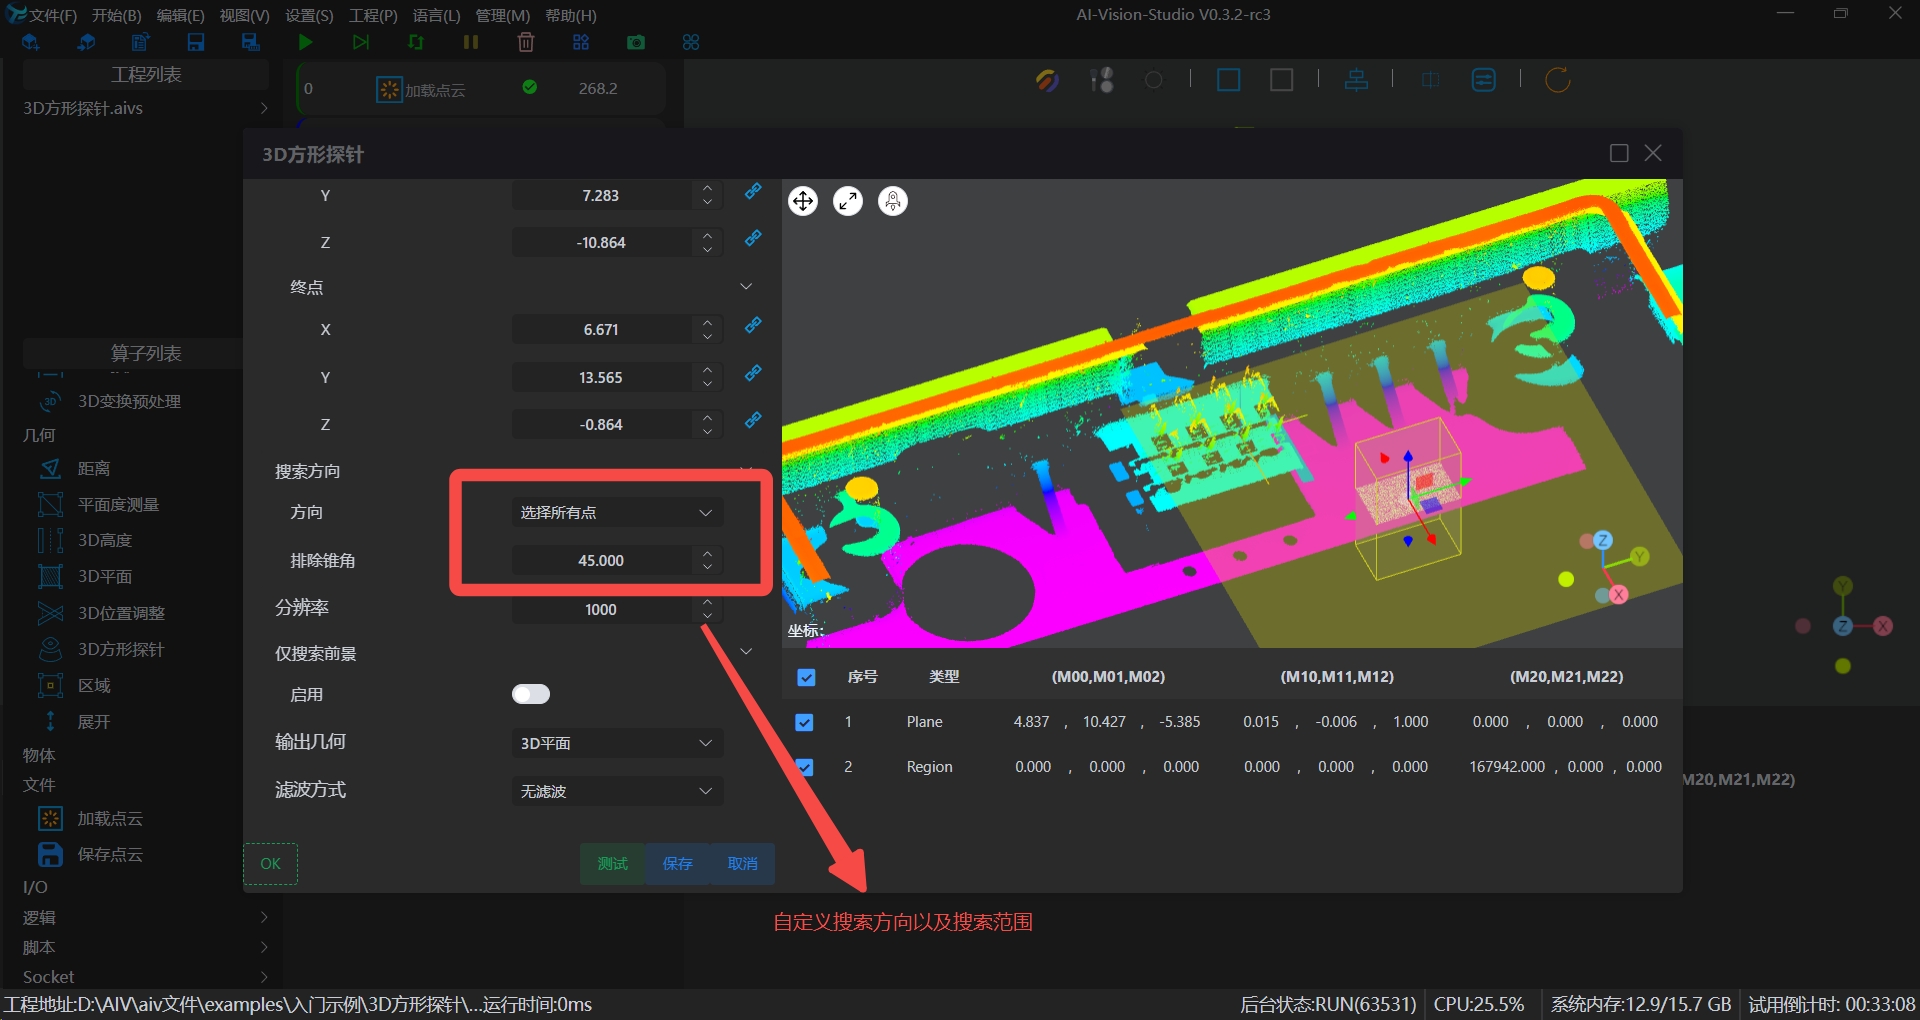 文件(F) 开始(B) 编辑(E) 视图(V) 设置(S) 工程(P) 语言(L) 管理(M) 帮助(H)
AI-Vision-Studio V0.3.2-rc3
工程列表
3D方形探针.aivs
0 加载点云 268.2
3D方形探针
Y 7.283
Z -10.864
终点
X 6.671
Y 13.565
Z -0.864
搜索方向
方向 选择所有点
排除锥角 45.000
分辨率 1000
仅搜索前景
启用
输出几何 3D平面
滤波方式 无滤波
OK
测试 保存 取消
算子列表
3D变换预处理
几何
距离
平面度测量
3D高度
3D平面
3D位置调整
3D方形探针
区域
展开
物体
文件
加载点云
保存点云
I/O
逻辑
脚本
Socket
坐标:
Z
Y
X
Y
Z
X
序号 类型 (M00,M01,M02) (M10,M11,M12) (M20,M21,M22)
1 Plane 4.837 , 10.427 , -5.385 0.015 , -0.006 , 1.000 0.000 , 0.000 , 0.000
2 Region 0.000 , 0.000 , 0.000 0.000 , 0.000 , 0.000 167942.000 , 0.000 , 0.000
M20,M21,M22)
自定义搜索方向以及搜索范围
工程地址:D:\AIV\aiv文件\examples\入门示例\3D方形探针\...运行时间:0ms
后台状态:RUN(63531) CPU:25.5% 系统内存:12.9/15.7 GB 试用倒计时: 00:33:08